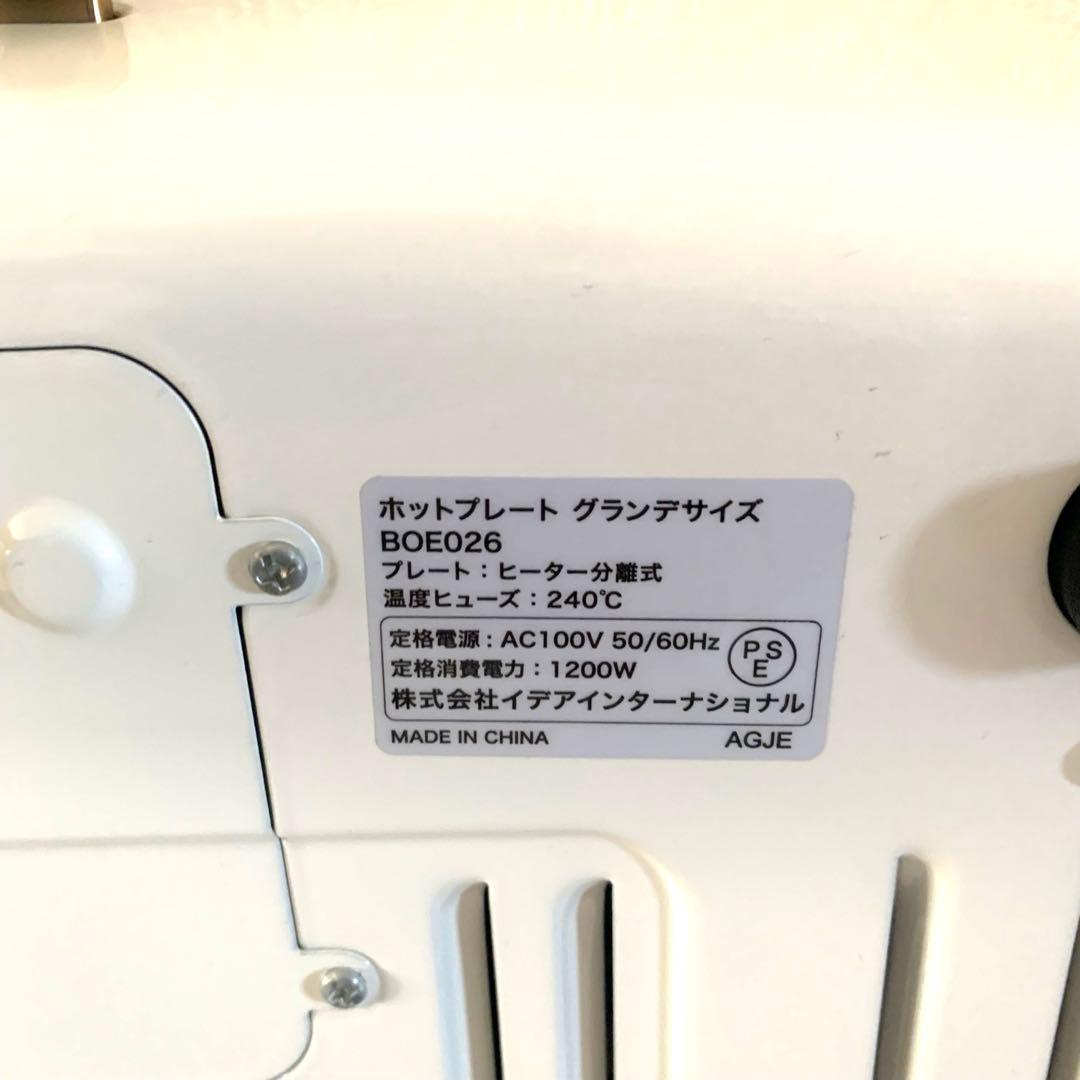 ホットプレート グランデサイズ
BOE026
プレート：ヒーター分離式
温度ヒューズ：240℃
定格電源：AC100V 50/60Hz
定格消費電力：1200W
PSE
株式会社イデアインターナショナル
MADE IN CHINA AGJE